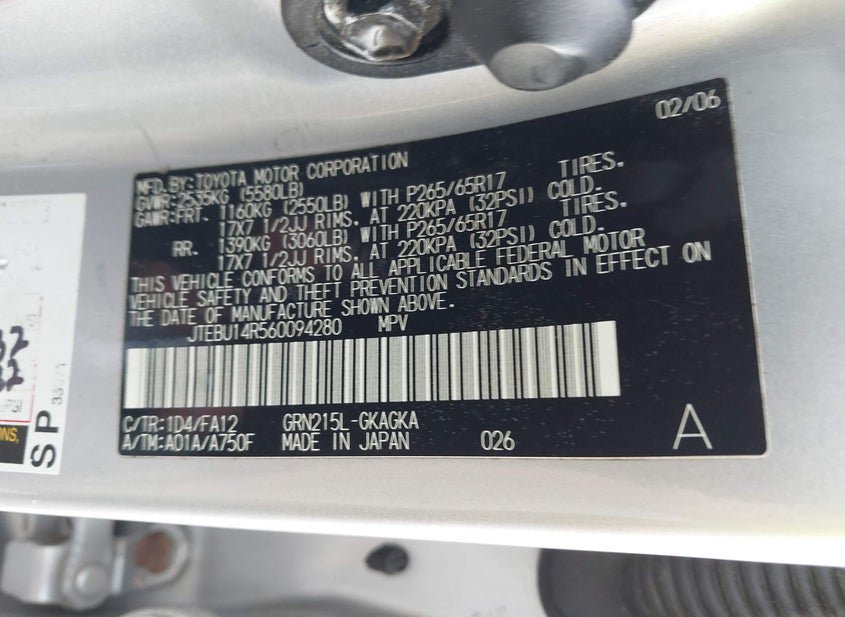 02/06
MFD. BY: TOYOTA MOTOR CORPORATION
GVWR: 2535KG (5580LB)
GAWR: FRT. 1160KG (2550LB) WITH P265/65R17 TIRES.
17X7 1/2JJ RIMS. AT 220KPA (32PSI) COLD.
RR. 1390KG (3060LB) WITH P265/65R17 TIRES.
17X7 1/2JJ RIMS. AT 220KPA (32PSI) COLD.
THIS VEHICLE CONFORMS TO ALL APPLICABLE FEDERAL MOTOR
VEHICLE SAFETY AND THEFT PREVENTION STANDARDS IN EFFECT ON
THE DATE OF MANUFACTURE SHOWN ABOVE.
JTEBU14R560094280 MPV
C/TR: 1D4/FA12 GRN215L-GKAGKA
A/TM: A01A/A750F MADE IN JAPAN 026 A
SP